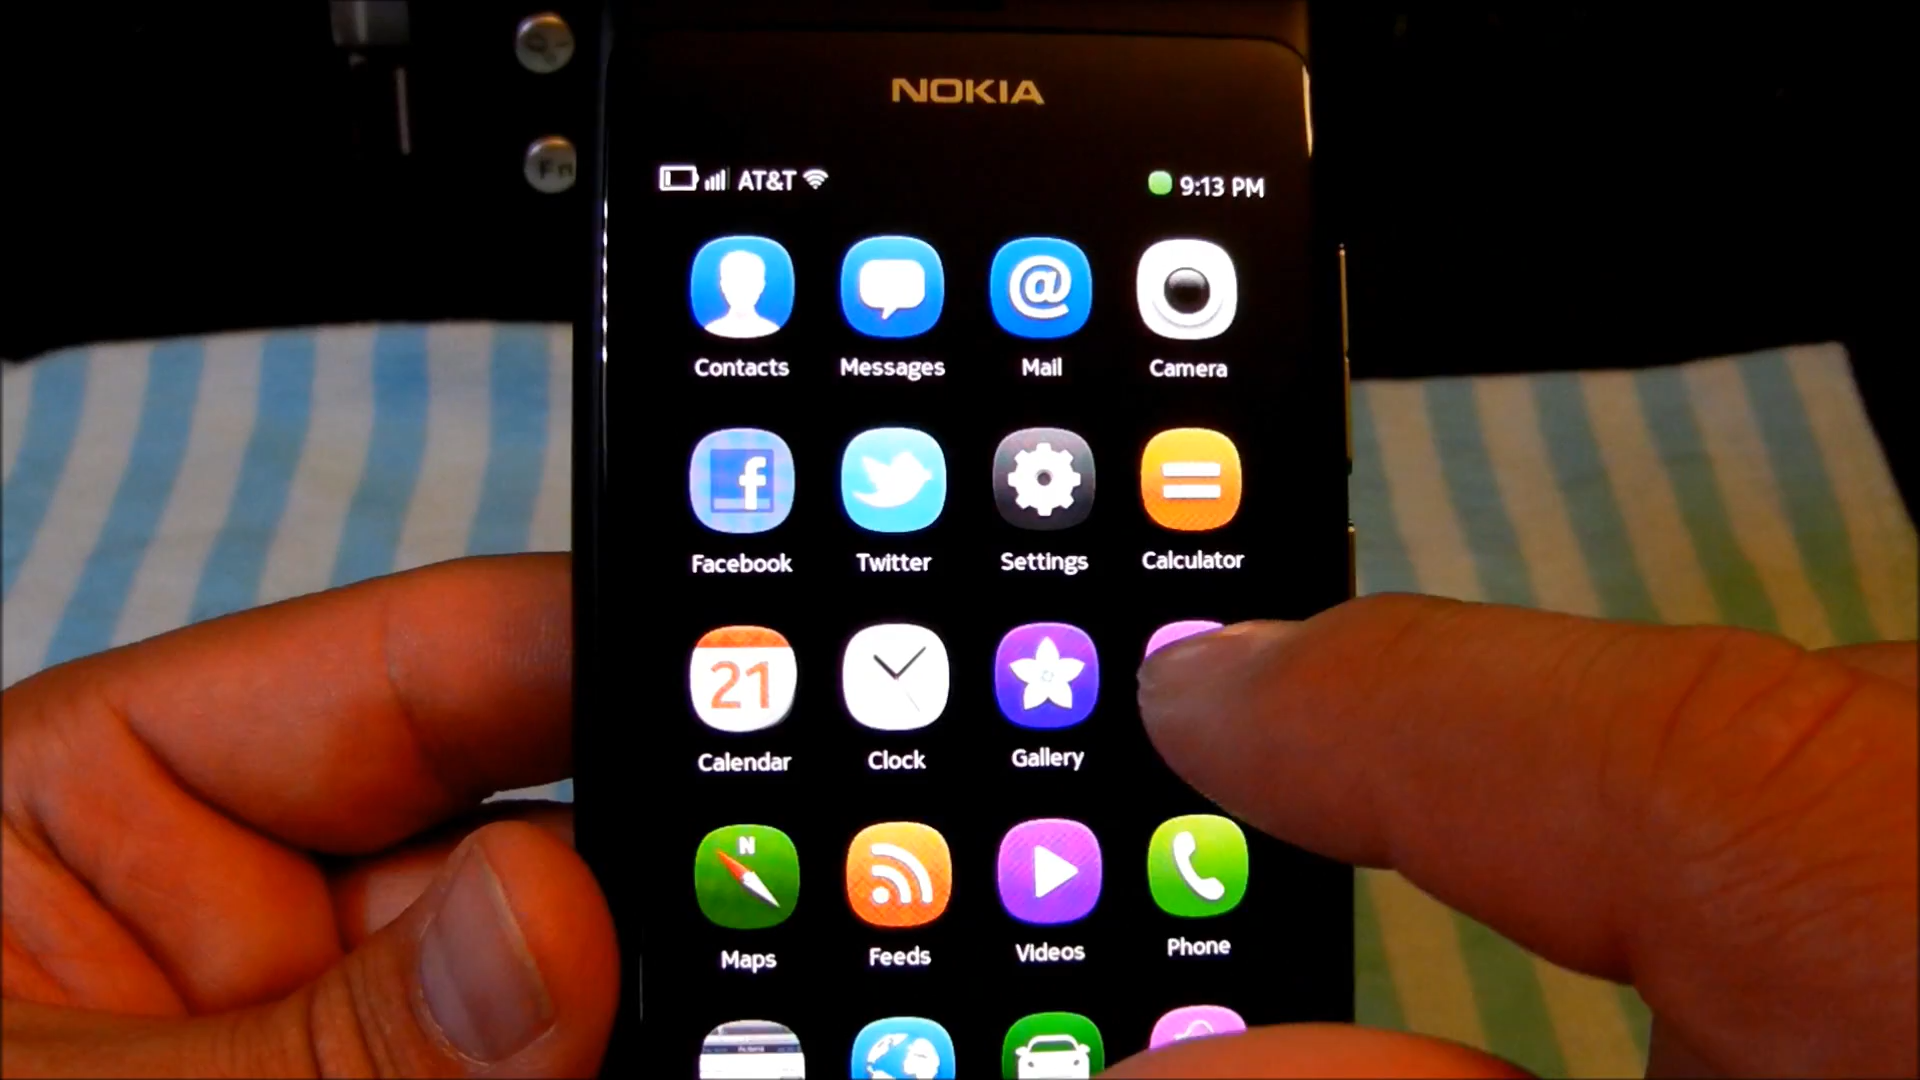 NOKIA
AT&T 9:13 PM
@
Contacts Messages Mail Camera
f
Facebook Twitter Settings Calculator
21
Calendar Clock Gallery
N
Maps Feeds Videos Phone
Fn